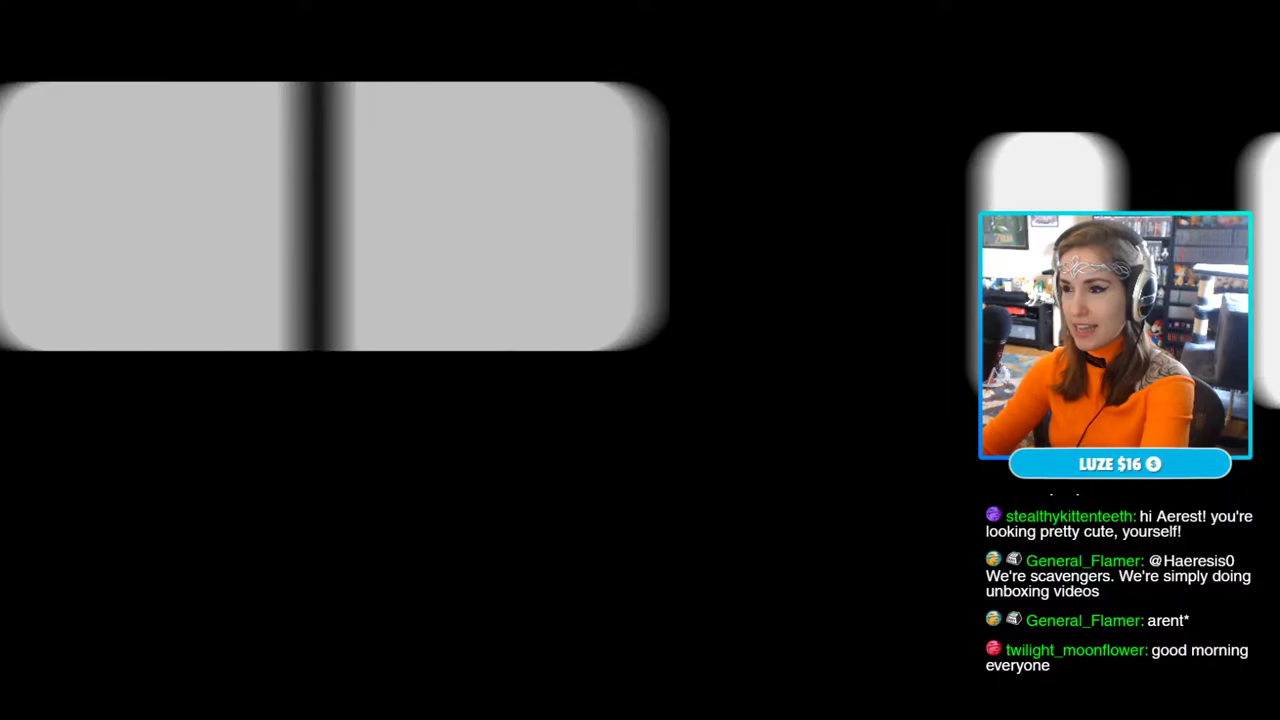 LUZE $16
stealthykittenteeth: hi Aerest! you're
looking pretty cute, yourself!
General_Flamer: @Haeresis0
We're scavengers. We're simply doing
unboxing videos
General_Flamer: arent*
twilight_moonflower: good morning
everyone